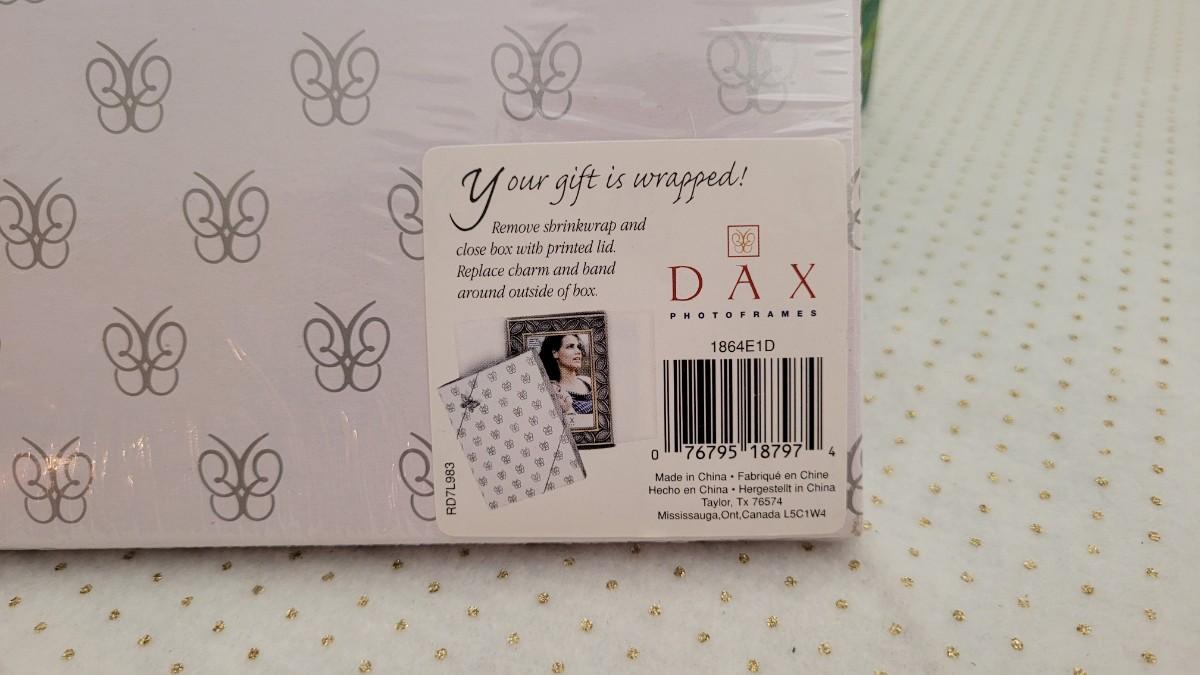 Your gift is wrapped!
Remove shrinkwrap and
close box with printed lid.
Replace charm and band
around outside of box.
DAX
PHOTOFRAMES
1864E1D
0 76795 18797 4
Made in China • Fabriqué en Chine
Hecho en China • Hergestellt in China
Taylor, Tx 76574
Mississauga,Ont,Canada L5C1W4
RD7L983